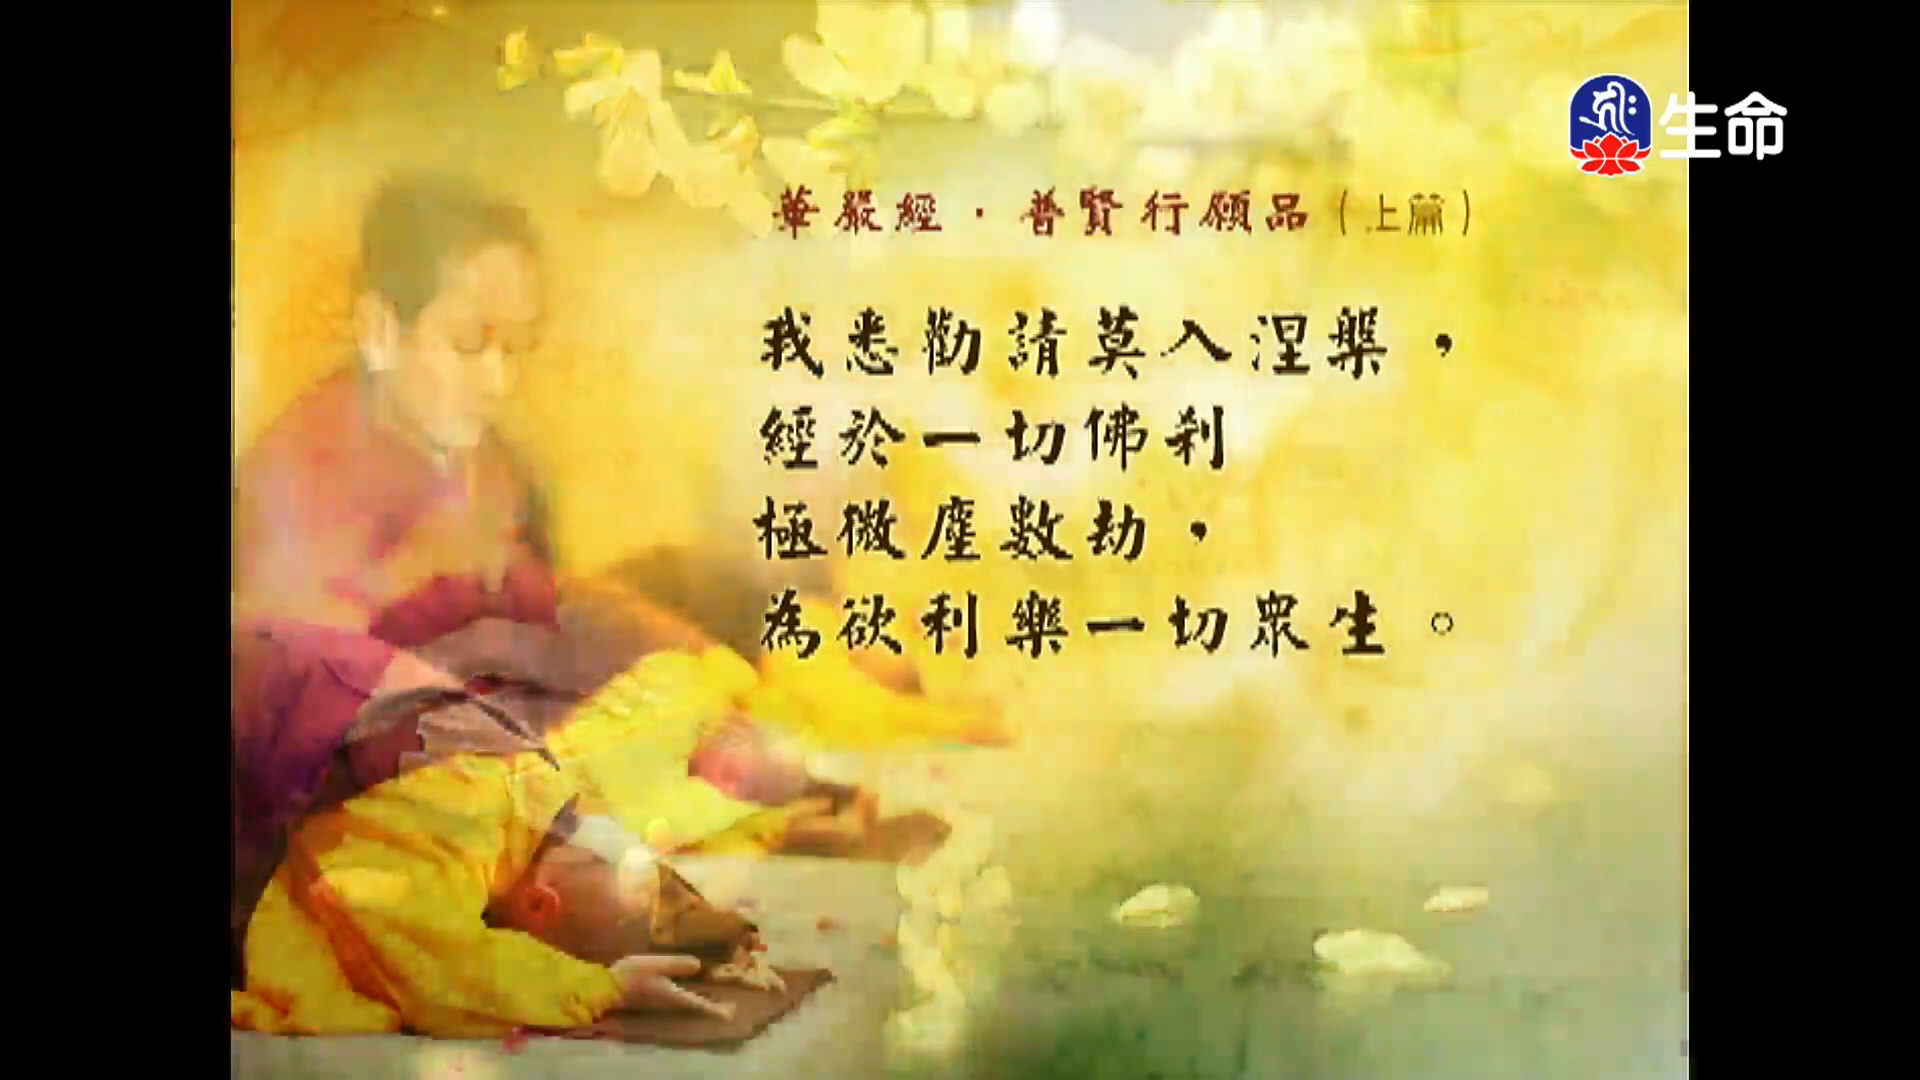 生命
華嚴經·普賢行願品（上篇）
我悉勸請莫入涅槃，
經於一切佛剎
極微塵數劫，
為欲利樂一切眾生。